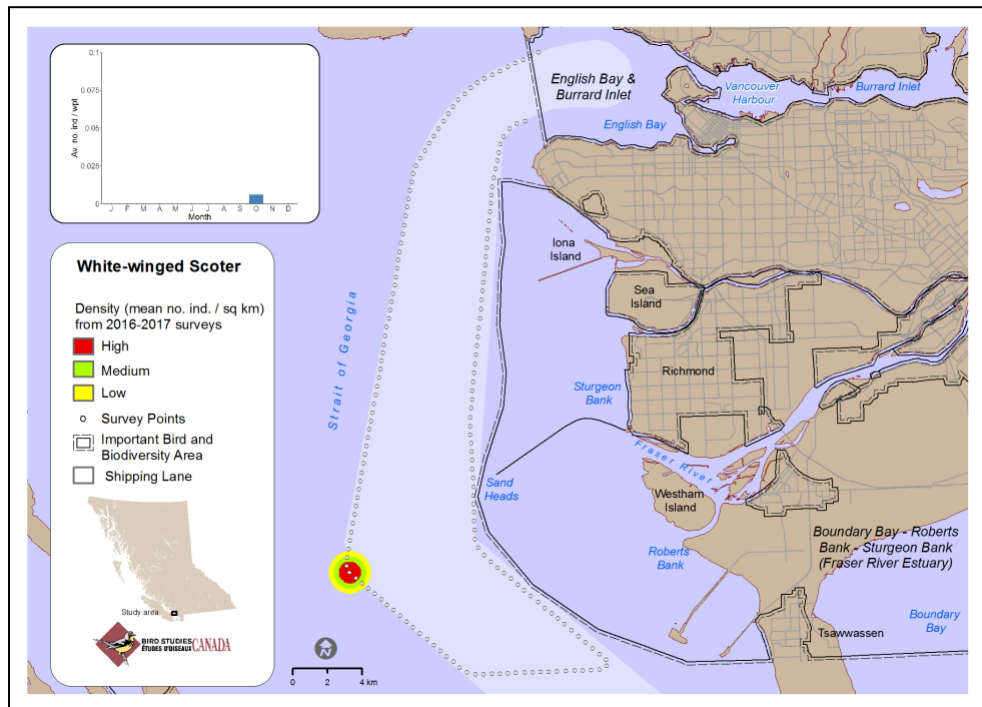 0.1
0.075
0.05
0.025
0
Av. no. ind / wpt
J F M A M J J A S O N D
Month
White-winged Scoter
Density (mean no. ind. / sq km)
from 2016-2017 surveys
High
Medium
Low
Survey Points
Important Bird and
Biodiversity Area
Shipping Lane
Study area
BIRD STUDIES
ÉTUDES D'OISEAUX
CANADA
N
0 2 4 km
Strait of Georgia
English Bay &
Burrard Inlet
English Bay
Vancouver
Harbour
Burrard Inlet
Iona
Island
Sea
Island
Richmond
Sturgeon
Bank
Fraser River
Sand
Heads
Westham
Island
Roberts
Bank
Boundary Bay - Roberts
Bank - Sturgeon Bank
(Fraser River Estuary)
Boundary
Bay
Tsawwassen